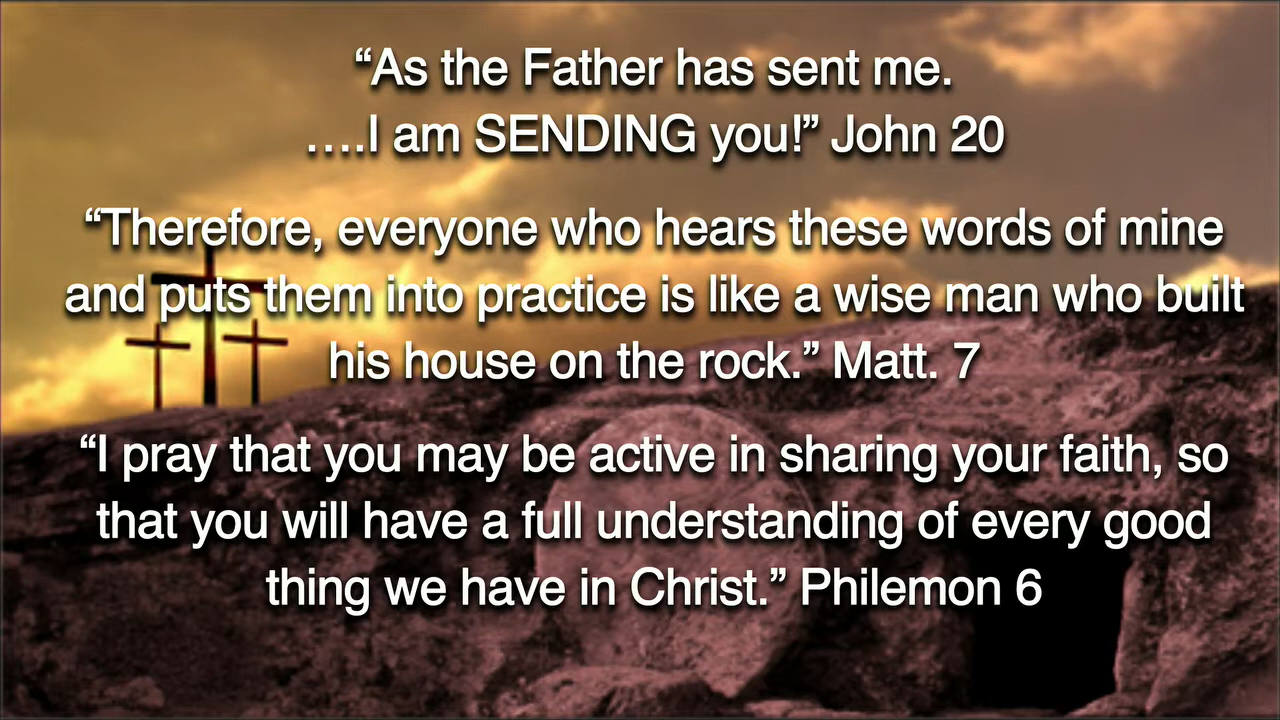 “As the Father has sent me.
….I am SENDING you!” John 20
“Therefore, everyone who hears these words of mine
and puts them into practice is like a wise man who built
his house on the rock.” Matt. 7
“I pray that you may be active in sharing your faith, so
that you will have a full understanding of every good
thing we have in Christ.” Philemon 6